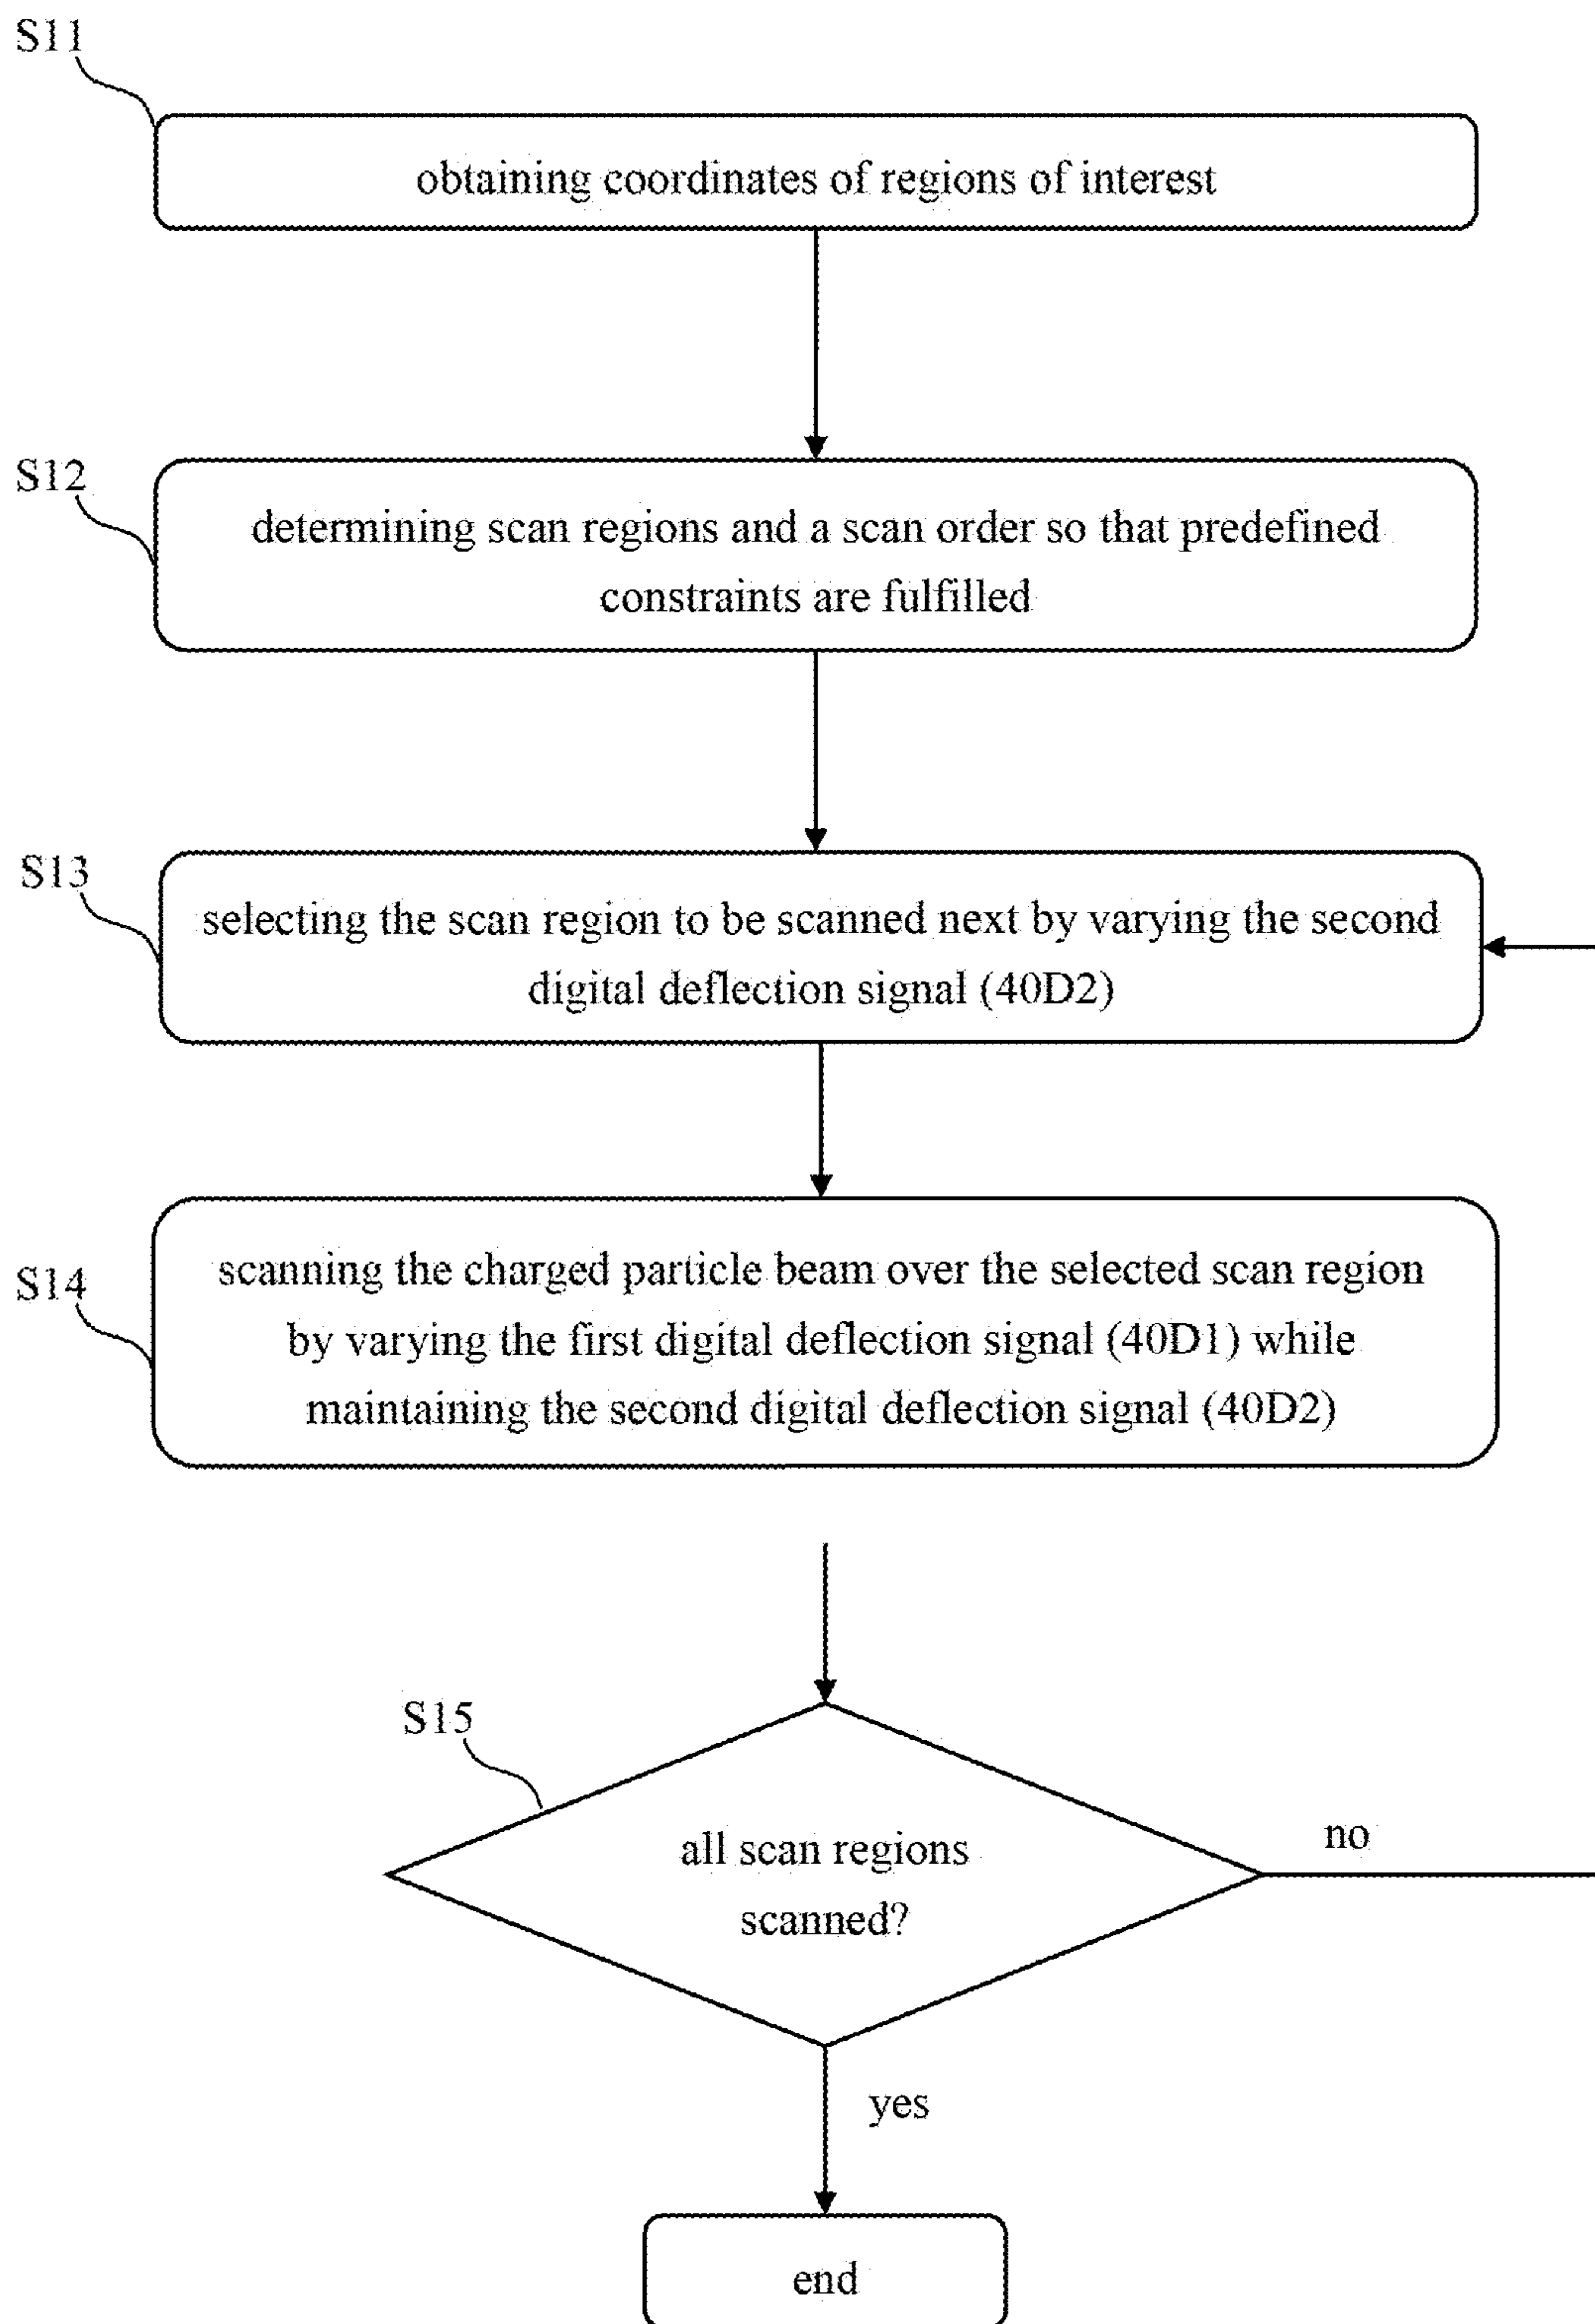 S11
obtaining coordinates of regions of interest
S12
determining scan regions and a scan order so that predefined
constraints are fulfilled
S13
selecting the scan region to be scanned next by varying the second
digital deflection signal (40D2)
S14
scanning the charged particle beam over the selected scan region
by varying the first digital deflection signal (40D1) while
maintaining the second digital deflection signal (40D2)
S15
all scan regions
scanned?
no
yes
end